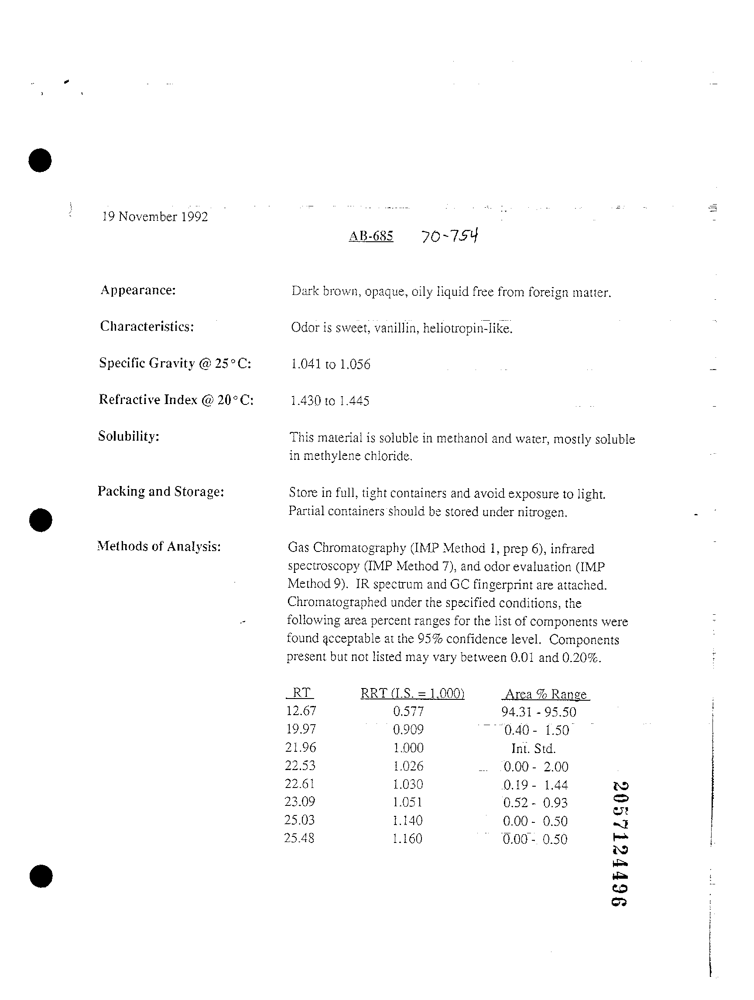 19 November 1992
AB-685 70-754
Appearance: Dark brown, opaque, oily liquid free from foreign matter.
Characteristics: Odor is sweet, vanillin, heliotropin-like.
Specific Gravity @ 25°C: 1.041 to 1.056
Refractive Index @ 20°C: 1.430 to 1.445
Solubility: This material is soluble in methanol and water, mostly soluble
in methylene chloride.
Packing and Storage: Store in full, tight containers and avoid exposure to light.
Partial containers should be stored under nitrogen.
Methods of Analysis: Gas Chromatography (IMP Method 1, prep 6), infrared
spectroscopy (IMP Method 7), and odor evaluation (IMP
Method 9). IR spectrum and GC fingerprint are attached.
Chromatographed under the specified conditions, the
following area percent ranges for the list of components were
found acceptable at the 95% confidence level. Components
present but not listed may vary between 0.01 and 0.20%.
RT RRT (I.S. = 1.000) Area % Range
12.67 0.577 94.31 - 95.50
19.97 0.909 0.40 - 1.50
21.96 1.000 Int. Std.
22.53 1.026 0.00 - 2.00
22.61 1.030 0.19 - 1.44
23.09 1.051 0.52 - 0.93
25.03 1.140 0.00 - 0.50
25.48 1.160 0.00 - 0.50
2057124496